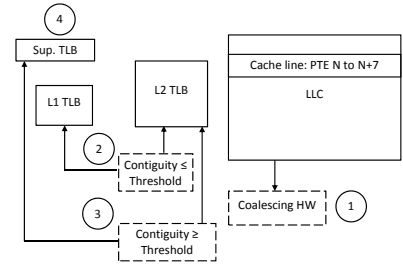 4
Sup. TLB
L1 TLB
L2 TLB
Cache line: PTE N to N+7
LLC
2
Contiguity ≤
Threshold
Coalescing HW
1
3
Contiguity ≥
Threshold